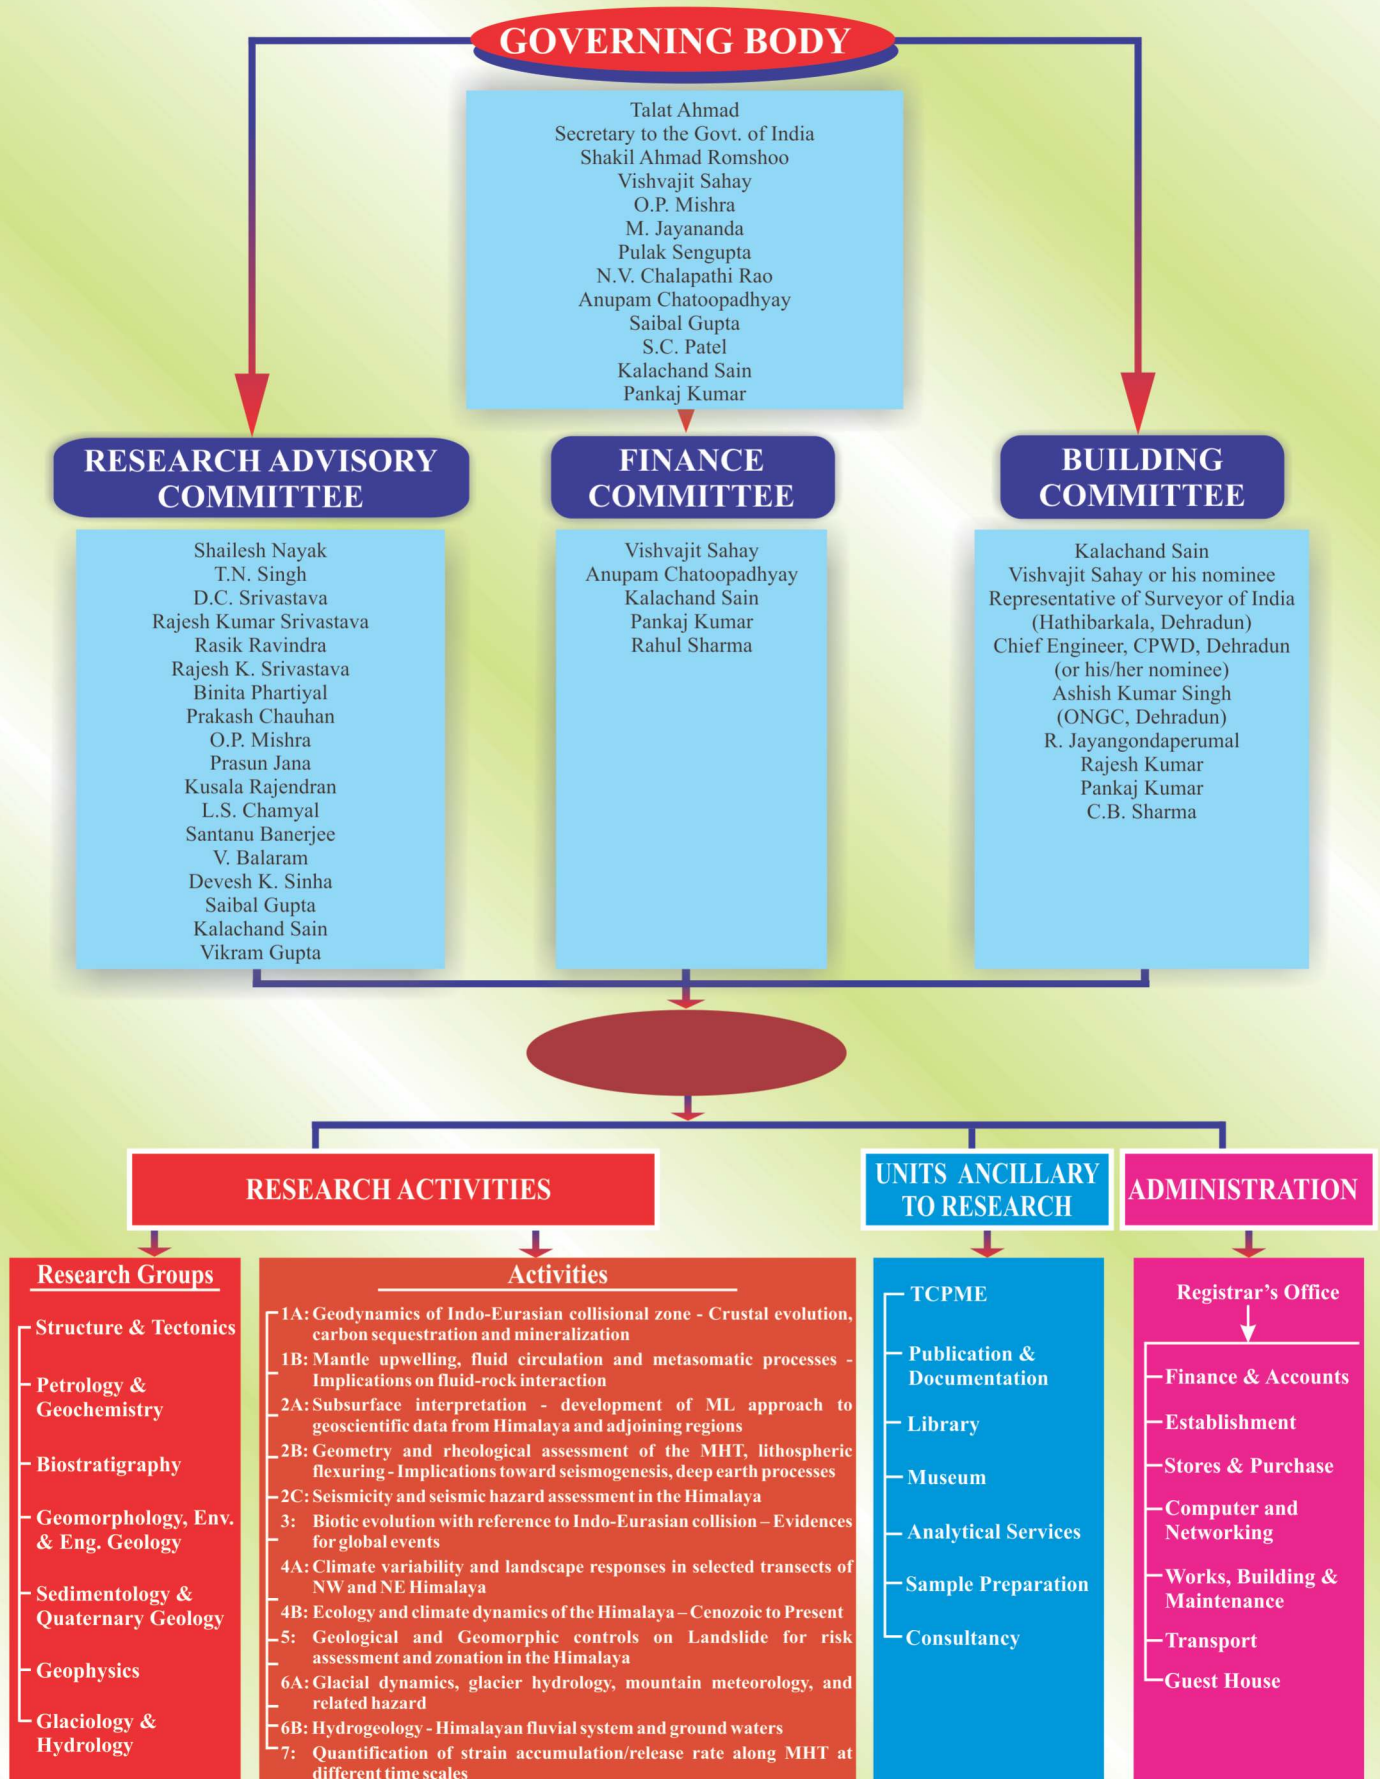 GOVERNING BODY
Talat Ahmad
Secretary to the Govt. of India
Shakil Ahmad Romshoo
Vishvajit Sahay
O.P. Mishra
M. Jayananda
Pulak Sengupta
N.V. Chalapathi Rao
Anupam Chatoopadhyay
Saibal Gupta
S.C. Patel
Kalachand Sain
Pankaj Kumar
RESEARCH ADVISORY
COMMITTEE
Shailesh Nayak
T.N. Singh
D.C. Srivastava
Rajesh Kumar Srivastava
Rasik Ravindra
Rajesh K. Srivastava
Binita Phartiyal
Prakash Chauhan
O.P. Mishra
Prasun Jana
Kusala Rajendran
L.S. Chamyal
Santanu Banerjee
V. Balaram
Devesh K. Sinha
Saibal Gupta
Kalachand Sain
Vikram Gupta
FINANCE
COMMITTEE
Vishvajit Sahay
Anupam Chatoopadhyay
Kalachand Sain
Pankaj Kumar
Rahul Sharma
BUILDING
COMMITTEE
Kalachand Sain
Vishvajit Sahay or his nominee
Representative of Surveyor of India
(Hathibarkala, Dehradun)
Chief Engineer, CPWD, Dehradun
(or his/her nominee)
Ashish Kumar Singh
(ONGC, Dehradun)
R. Jayangondaperumal
Rajesh Kumar
Pankaj Kumar
C.B. Sharma
RESEARCH ACTIVITIES
Research Groups
Structure & Tectonics
Petrology &
Geochemistry
Biostratigraphy
Geomorphology, Env.
& Eng. Geology
Sedimentology &
Quaternary Geology
Geophysics
Glaciology &
Hydrology
Activities
1A: Geodynamics of Indo-Eurasian collisional zone - Crustal evolution,
carbon sequestration and mineralization
1B: Mantle upwelling, fluid circulation and metasomatic processes -
Implications on fluid-rock interaction
2A: Subsurface interpretation - development of ML approach to
geoscientific data from Himalaya and adjoining regions
2B: Geometry and rheological assessment of the MHT, lithospheric
flexuring - Implications toward seismogenesis, deep earth processes
2C: Seismicity and seismic hazard assessment in the Himalaya
3: Biotic evolution with reference to Indo-Eurasian collision – Evidences
for global events
4A: Climate variability and landscape responses in selected transects of
NW and NE Himalaya
4B: Ecology and climate dynamics of the Himalaya – Cenozoic to Present
5: Geological and Geomorphic controls on Landslide for risk
assessment and zonation in the Himalaya
6A: Glacial dynamics, glacier hydrology, mountain meteorology, and
related hazard
6B: Hydrogeology - Himalayan fluvial system and ground waters
7: Quantification of strain accumulation/release rate along MHT at
different time scales
UNITS ANCILLARY
TO RESEARCH
TCPME
Publication &
Documentation
Library
Museum
Analytical Services
Sample Preparation
Consultancy
ADMINISTRATION
Registrar's Office
Finance & Accounts
Establishment
Stores & Purchase
Computer and
Networking
Works, Building &
Maintenance
Transport
Guest House